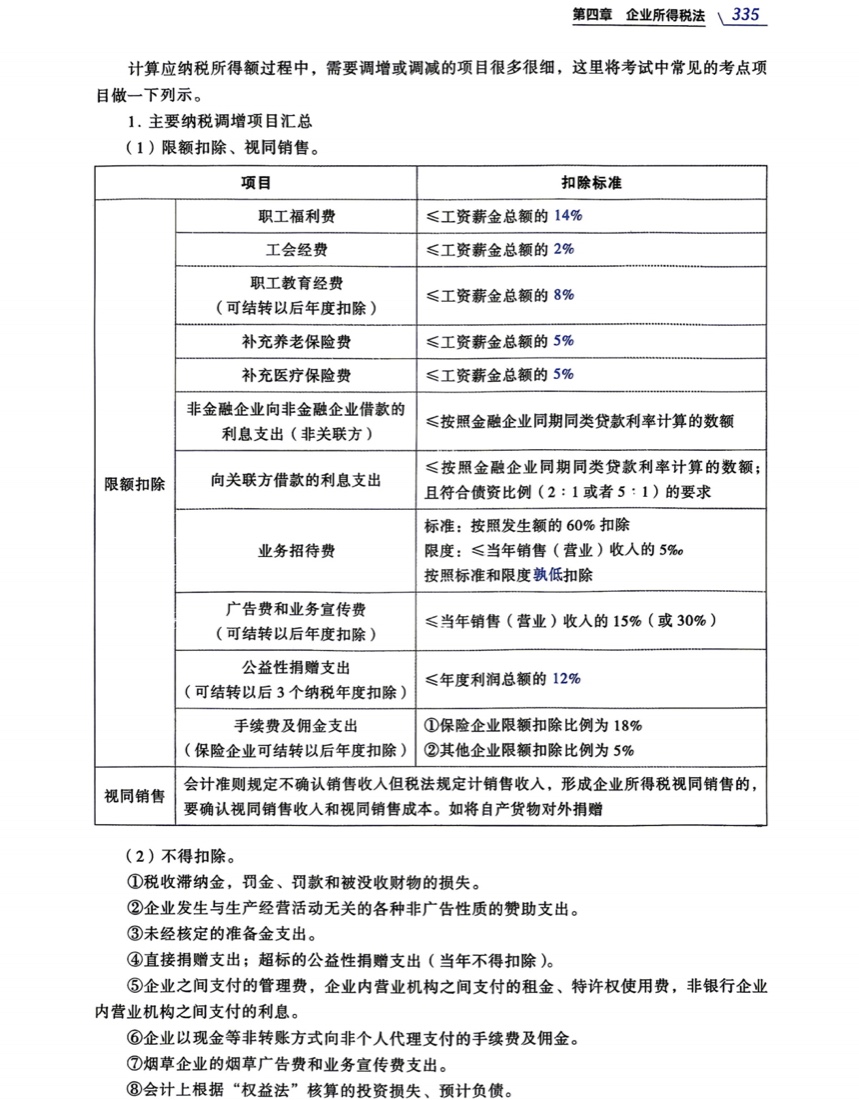 第四章 企业所得税法 335
计算应纳税所得额过程中，需要调增或调减的项目很多很细，这里将考试中常见的考点项
目做一下列示。
1. 主要纳税调增项目汇总
（1）限额扣除、视同销售。
项目 扣除标准
限额扣除
职工福利费 ≤工资薪金总额的 14%
工会经费 ≤工资薪金总额的 2%
职工教育经费
（可结转以后年度扣除）
≤工资薪金总额的 8%
补充养老保险费 ≤工资薪金总额的 5%
补充医疗保险费 ≤工资薪金总额的 5%
非金融企业向非金融企业借款的
利息支出（非关联方）
≤按照金融企业同期同类贷款利率计算的数额
向关联方借款的利息支出
≤按照金融企业同期同类贷款利率计算的数额；
且符合债资比例（2∶1或者5∶1）的要求
业务招待费
标准：按照发生额的 60% 扣除
限度：≤当年销售（营业）收入的 5‰
按照标准和限度孰低扣除
广告费和业务宣传费
（可结转以后年度扣除）
≤当年销售（营业）收入的 15%（或 30%）
公益性捐赠支出
（可结转以后 3 个纳税年度扣除）
≤年度利润总额的 12%
手续费及佣金支出
（保险企业可结转以后年度扣除）
①保险企业限额扣除比例为 18%
②其他企业限额扣除比例为 5%
视同销售
会计准则规定不确认销售收入但税法规定计销售收入，形成企业所得税视同销售的，
要确认视同销售收入和视同销售成本。如将自产货物对外捐赠
（2）不得扣除。
①税收滞纳金，罚金、罚款和被没收财物的损失。
②企业发生与生产经营活动无关的各种非广告性质的赞助支出。
③未经核定的准备金支出。
④直接捐赠支出；超标的公益性捐赠支出（当年不得扣除）。
⑤企业之间支付的管理费，企业内营业机构之间支付的租金、特许权使用费，非银行企业
内营业机构之间支付的利息。
⑥企业以现金等非转账方式向非个人代理支付的手续费及佣金。
⑦烟草企业的烟草广告费和业务宣传费支出。
⑧会计上根据“权益法”核算的投资损失、预计负债。